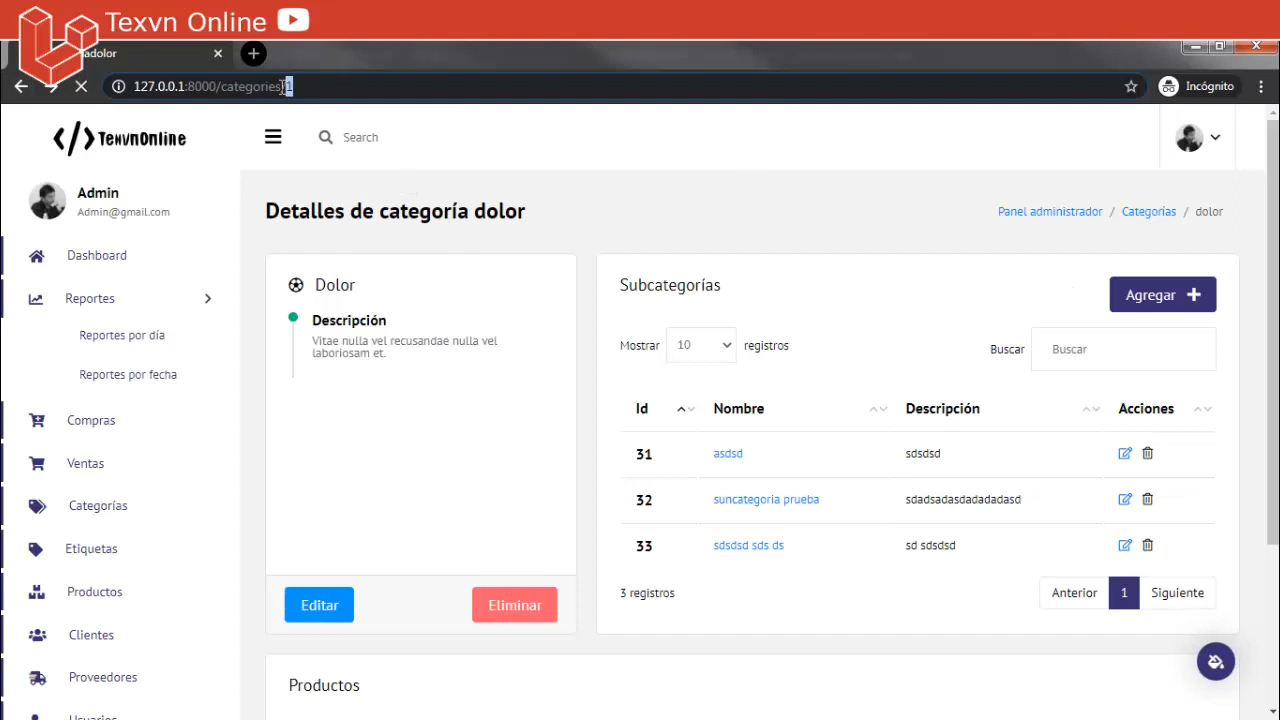 Texvn Online
adolor
127.0.0.1:8000/categories/1
Incógnito
TexvnOnline
Search
Admin
Admin@gmail.com
Detalles de categoría dolor
Panel administrador / Categorías / dolor
Dashboard
Reportes
Reportes por día
Reportes por fecha
Compras
Ventas
Categorías
Etiquetas
Productos
Clientes
Proveedores
Usuarios
Dolor
Descripción
Vitae nulla vel recusandae nulla vel
laboriosam et.
Editar
Eliminar
Subcategorías
Agregar
Mostrar 10 registros
Buscar Buscar
Id Nombre Descripción Acciones
31 asdsd sdsdsd
32 suncategoria prueba sdadsadasdadadadasd
33 sdsdsd sds ds sd sdsdsd
3 registros
Anterior 1 Siguiente
Productos